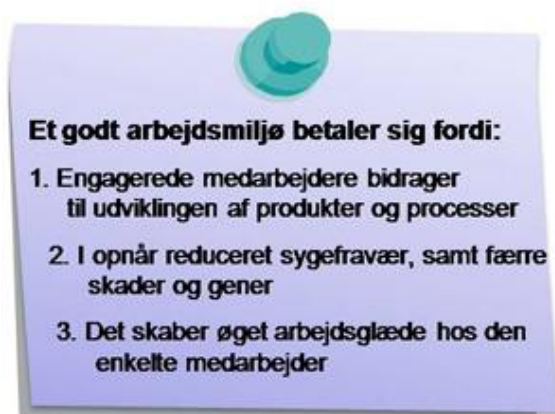 Et godt arbejdsmiljø betaler sig fordi:
1. Engagerede medarbejdere bidrager
til udviklingen af produkter og processer
2. I opnår reduceret sygefravær, samt færre
skader og gener
3. Det skaber øget arbejdsglæde hos den
enkelte medarbejder